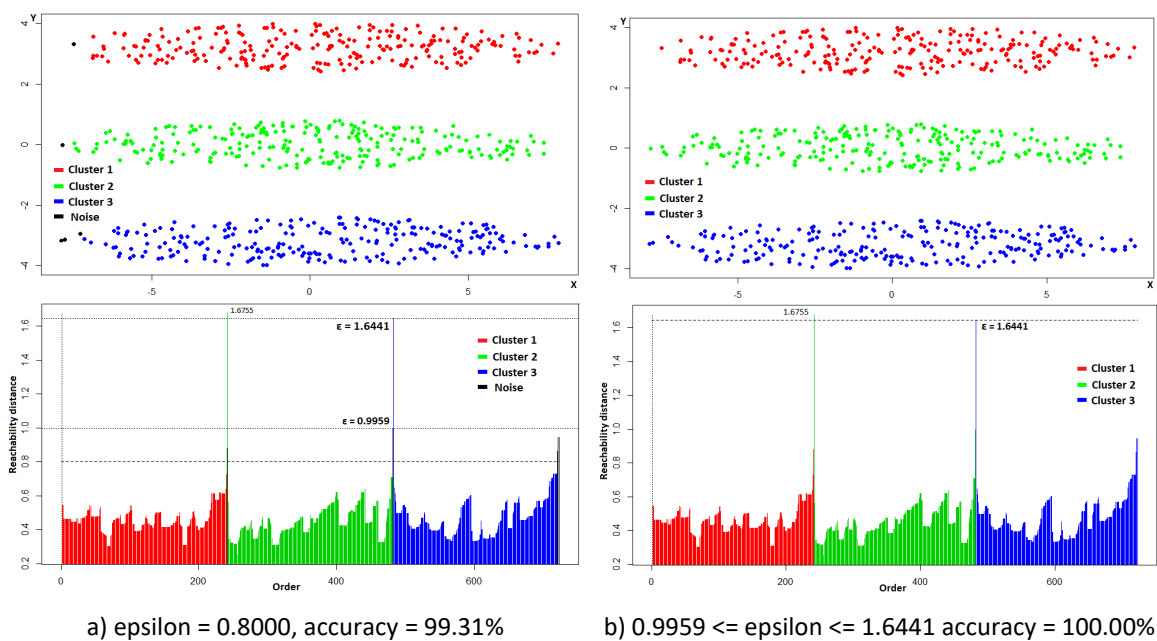 Y
4
2
0
-2
-4
Cluster 1
Cluster 2
Cluster 3
Noise
-5
0
5
X
Y
4
2
0
-2
-4
Cluster 1
Cluster 2
Cluster 3
-5
0
5
X
Reachability distance
1.6
1.4
1.2
1.0
0.8
0.6
0.4
0.2
1.6755
ε = 1.6441
Cluster 1
Cluster 2
Cluster 3
Noise
ε = 0.9959
0
200
400
600
Order
Reachability distance
1.6
1.4
1.2
1.0
0.8
0.6
0.4
0.2
1.6755
ε = 1.6441
Cluster 1
Cluster 2
Cluster 3
0
200
400
600
Order
a) epsilon = 0.8000, accuracy = 99.31%
b) 0.9959 <= epsilon <= 1.6441 accuracy = 100.00%